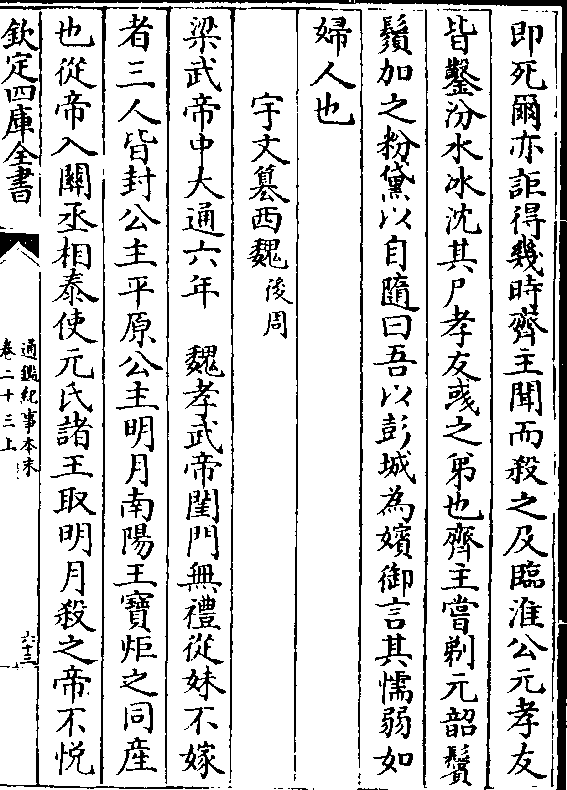 即死爾亦詎得幾時齊主聞而殺之及臨淮公元孝友
皆鑿汾水冰沈其尸孝友彧之弟也齊主嘗剃元韶鬢
鬚加之粉黛以自隨曰吾以彭城為嬪御言其懦弱如
婦人也
宇文篡西魏後周
梁武帝中大通六年 魏孝武帝閨門無禮從妹不嫁
者三人皆封公主平原公主明月南陽王寶炬之同産
也從帝入關丞相泰使元氏諸王取明月殺之帝不悦
欽定四庫全書
通鑑紀事本末
卷二十三上
六十三